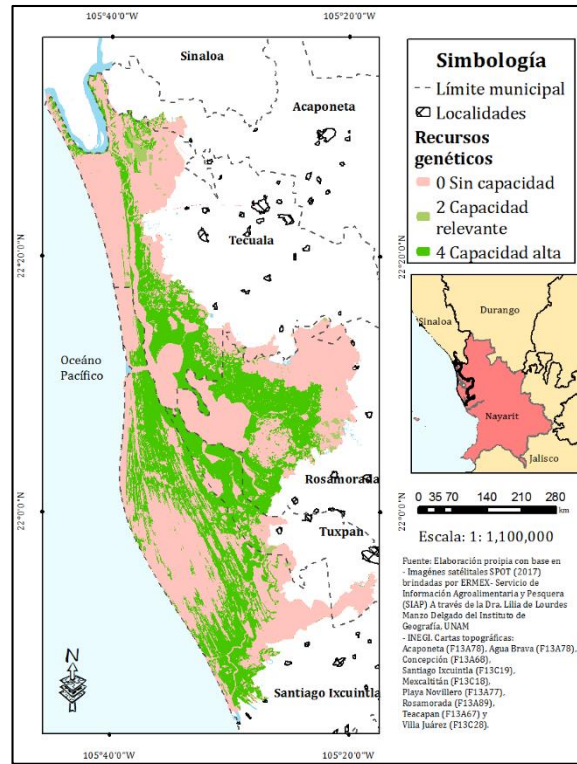 105°40'0"O
105°20'0"O
Sinaloa
Acaponeta
Tecuala
Océano
Pacífico
Rosamorada
Tuxpan
Santiago Ixcuintla
N
22°20'0"N
22°0'0"N
22°20'0"N
22°0'0"N
105°40'0"O
105°20'0"O
Simbología
Límite municipal
Localidades
Recursos
genéticos
0 Sin capacidad
2 Capacidad
relevante
4 Capacidad alta
Sinaloa
Durango
Nayarit
Jalisco
0 35 70 140 210 280
km
Escala: 1: 1,100,000
Fuente: Elaboración propia con base en
- Imagénes satélitales SPOT (2017)
brindadas por ERMEX- Servicio de
Información Agroalimentaria y Pesquera
(SIAP) A través de la Dra. Lilia de Lourdes
Manzo Delgado del Instituto de
Geografía, UNAM
- INEGI. Cartas topográficas:
Acaponeta (F13A78). Agua Brava (F13A78),
Concepción (F13A68),
Santiago Ixcuintla (F13C19),
Mexcaltitán (F13C18),
Playa Novillero (F13A77),
Rosamorada (F13A89),
Teacapan (F13A67) y
Villa Juárez (F13C28).